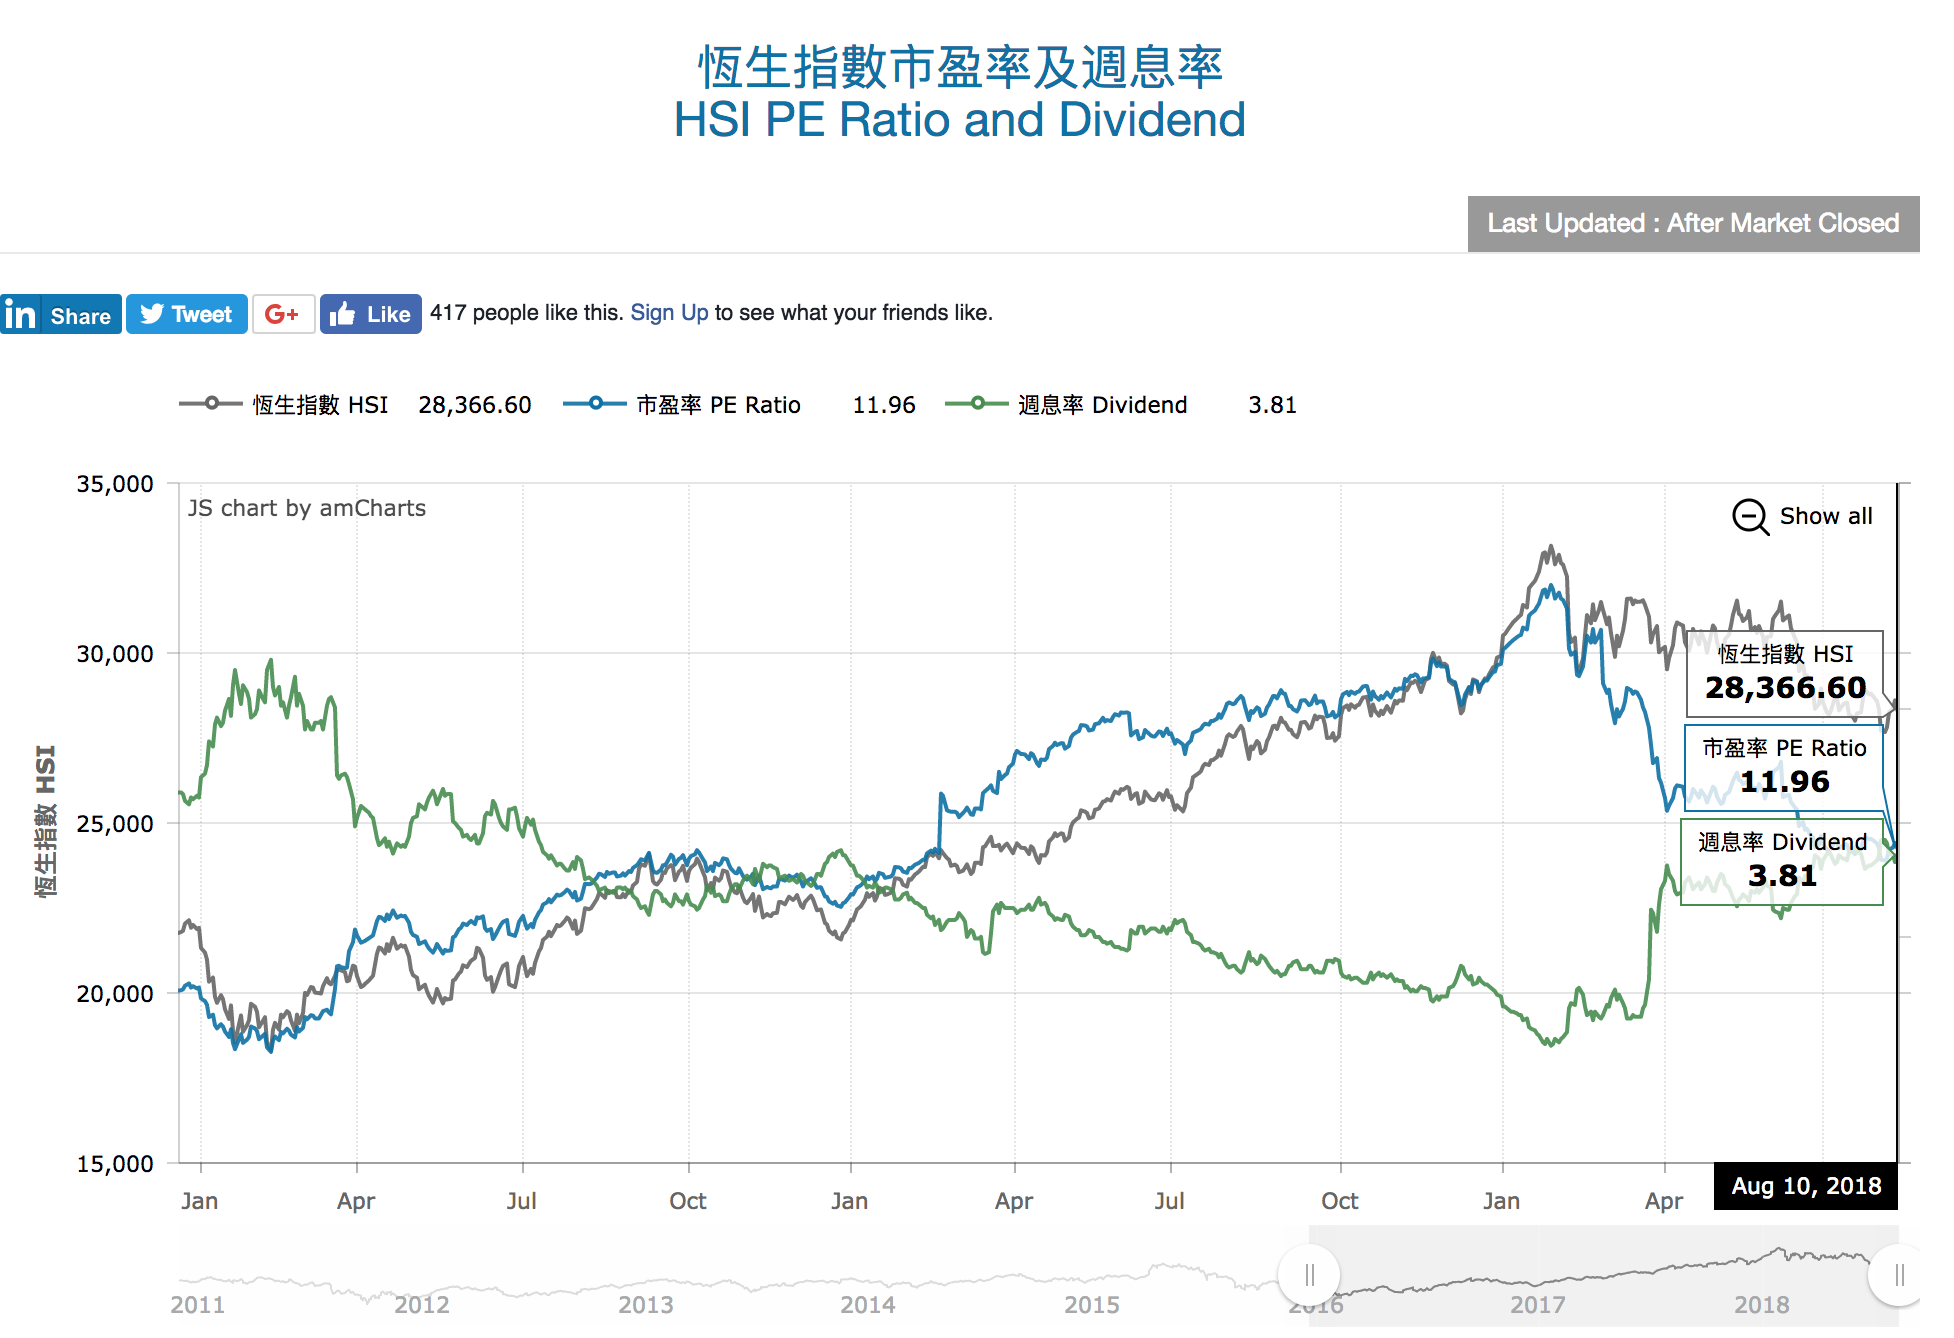 恆生指數市盈率及週息率
HSI PE Ratio and Dividend
Last Updated : After Market Closed
in Share Tweet G+ Like 417 people like this. Sign Up to see what your friends like.
恆生指數 HSI 28,366.60 市盈率 PE Ratio 11.96 週息率 Dividend 3.81
35,000
JS chart by amCharts
Show all
30,000
恆生指數 HSI
28,366.60
市盈率 PE Ratio
11.96
週息率 Dividend
3.81
恆生指數 HSI
25,000
20,000
15,000
Jan Apr Jul Oct Jan Apr Jul Oct Jan Apr
Aug 10, 2018
2011 2012 2013 2014 2015 2016 2017 2018